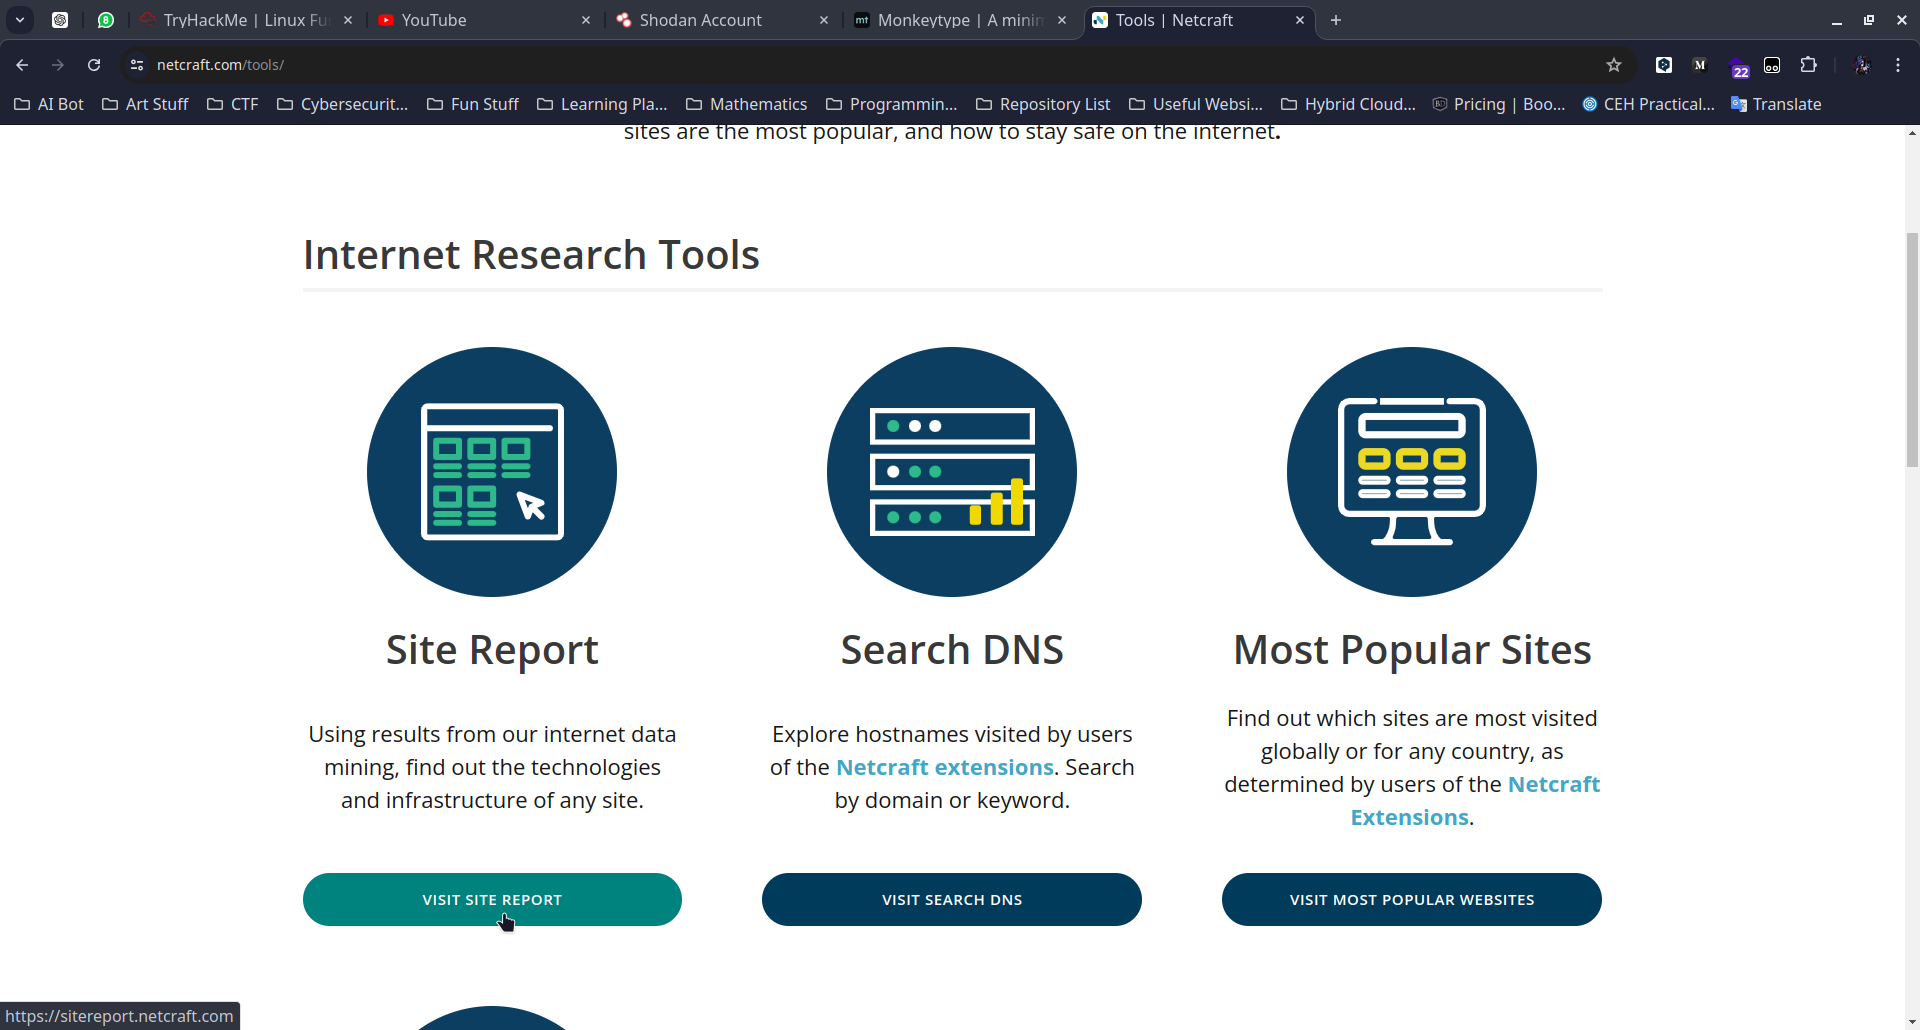 8
TryHackMe | Linux Fu
YouTube
Shodan Account
mt
Monkeytype | A minim
Tools | Netcraft
netcraft.com/tools/
M
22
AI Bot
Art Stuff
CTF
Cybersecurit...
Fun Stuff
Learning Pla...
Mathematics
Programmin...
Repository List
Useful Websi...
Hybrid Cloud...
Pricing | Boo...
CEH Practical...
Translate
sites are the most popular, and how to stay safe on the internet.
Internet Research Tools
Site Report
Using results from our internet data
mining, find out the technologies
and infrastructure of any site.
VISIT SITE REPORT
Search DNS
Explore hostnames visited by users
of the Netcraft extensions. Search
by domain or keyword.
VISIT SEARCH DNS
Most Popular Sites
Find out which sites are most visited
globally or for any country, as
determined by users of the Netcraft
Extensions.
VISIT MOST POPULAR WEBSITES
https://sitereport.netcraft.com